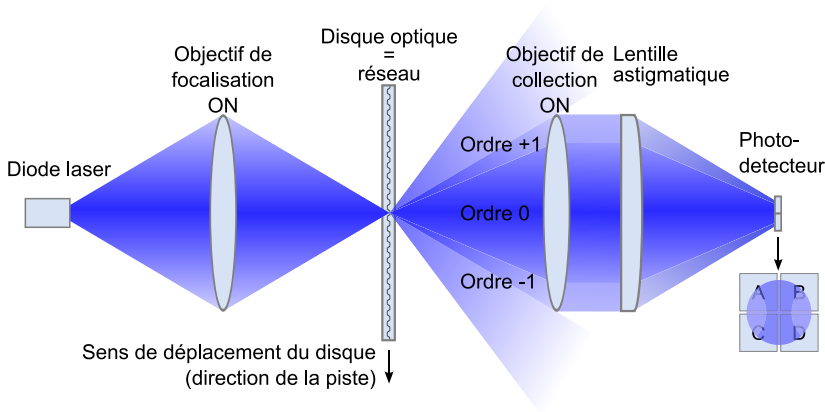 Diode laser
Objectif de
focalisation
ON
Disque optique
=
réseau
Objectif de
collection
ON
Lentille
astigmatique
Ordre +1
Ordre 0
Ordre -1
Photo-
detecteur
A B
C D
Sens de déplacement du disque
(direction de la piste)